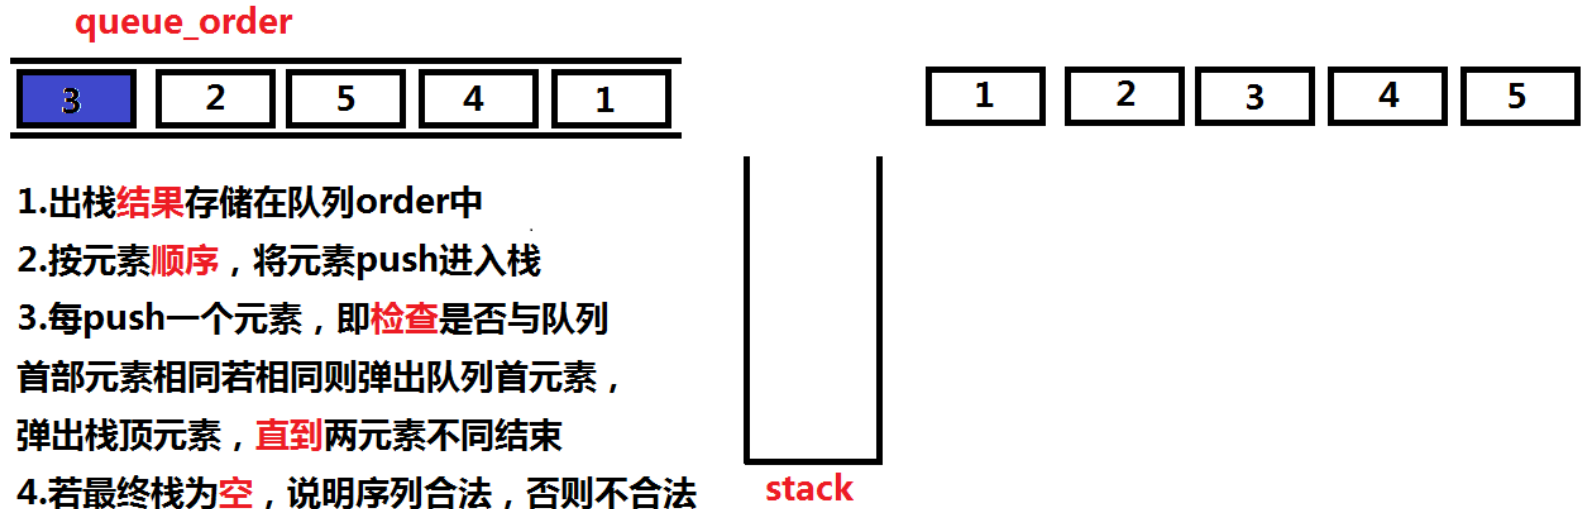 queue_order
3 2 5 4 1
1 2 3 4 5
1.出栈结果存储在队列order中
2.按元素顺序，将元素push进入栈
3.每push一个元素，即检查是否与队列
首部元素相同若相同则弹出队列首元素，
弹出栈顶元素，直到两元素不同结束
4.若最终栈为空，说明序列合法，否则不合法
stack